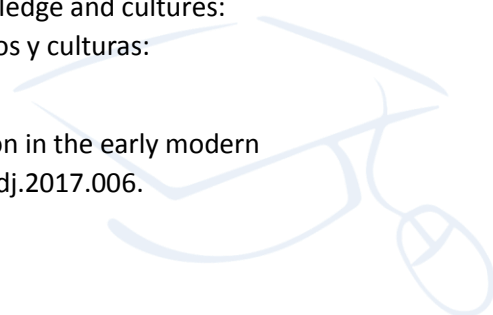 ledge and cultures:
os y culturas:
on in the early modern
dj.2017.006.